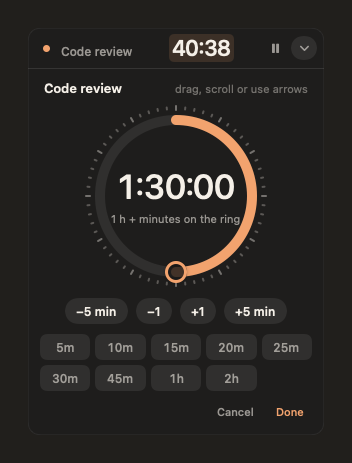 Code review 40:38
Code review drag, scroll or use arrows
1:30:00
1 h + minutes on the ring
−5 min −1 +1 +5 min
5m 10m 15m 20m 25m
30m 45m 1h 2h
Cancel Done